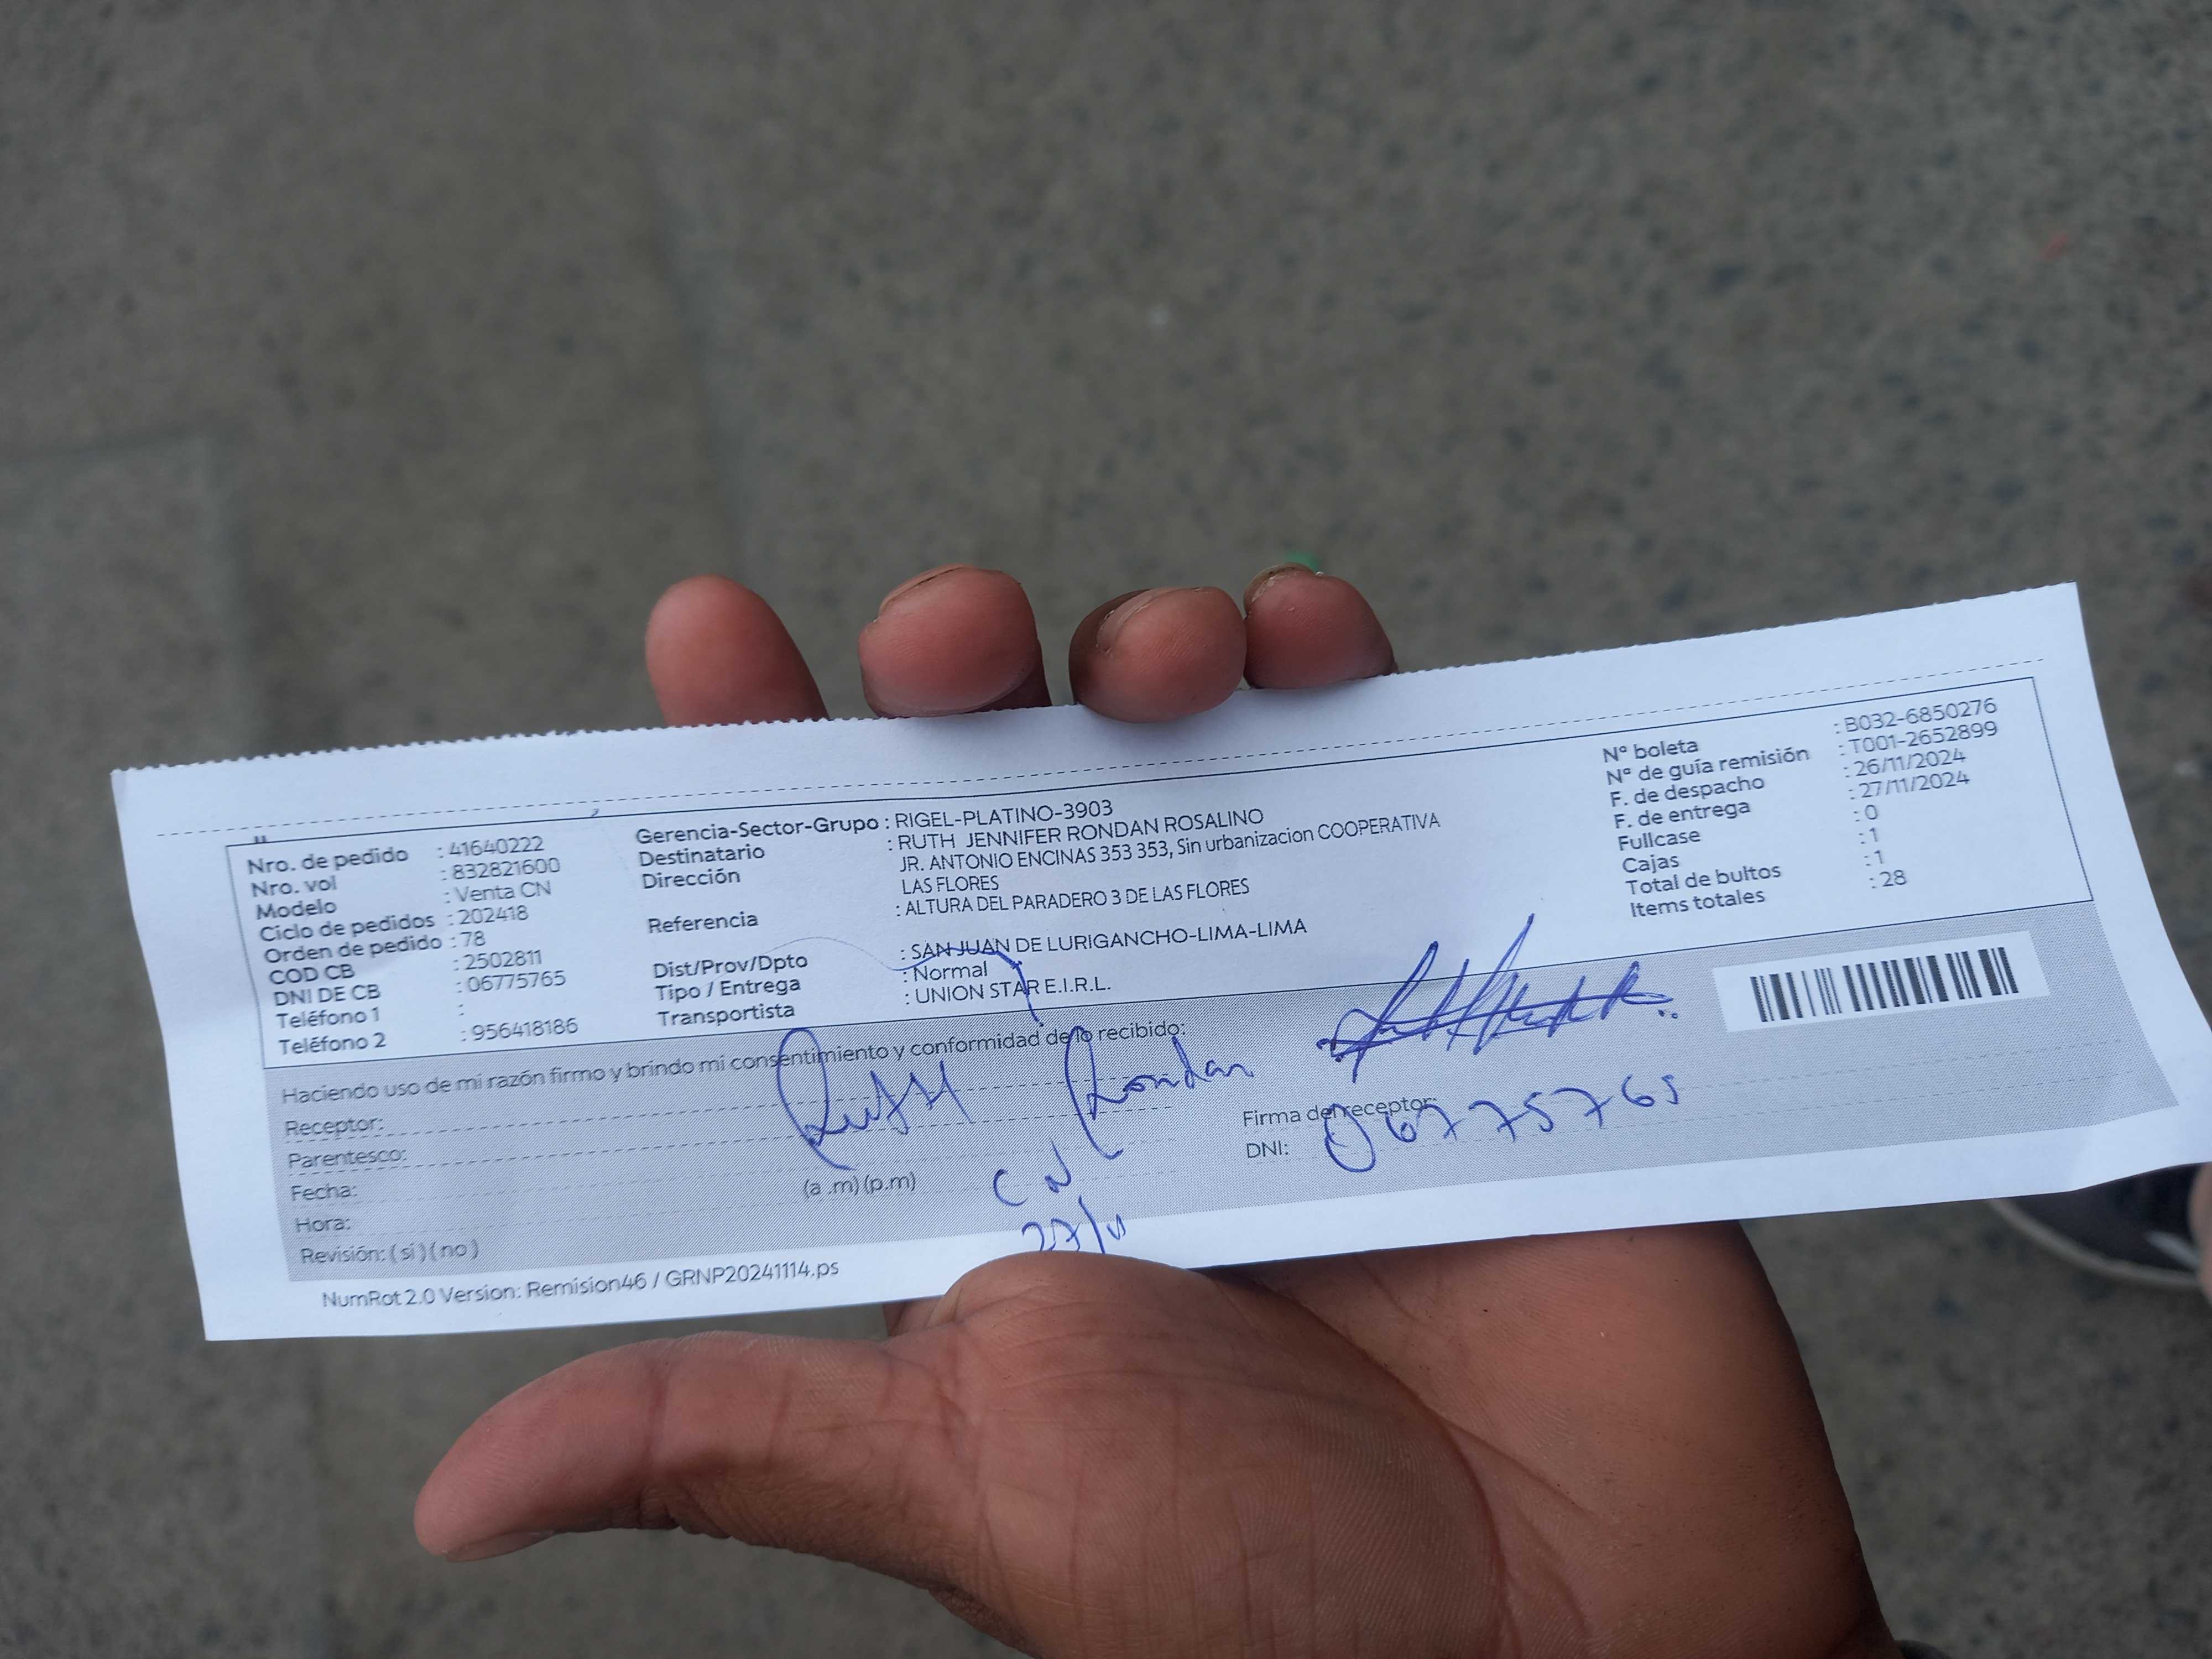 Nro. de pedido : 41640222
Nro. vol : 832821600
Modelo : Venta CN
Ciclo de pedidos : 202418
Orden de pedido : 78
COD CB : 2502811
DNI DE CB : 06775765
Teléfono 1 :
Teléfono 2 : 956418186
Gerencia-Sector-Grupo : RIGEL-PLATINO-3903
Destinatario : RUTH JENNIFER RONDAN ROSALINO
Dirección JR. ANTONIO ENCINAS 353 353, Sin urbanizacion COOPERATIVA
LAS FLORES
Referencia : ALTURA DEL PARADERO 3 DE LAS FLORES
Dist/Prov/Dpto : SAN JUAN DE LURIGANCHO-LIMA-LIMA
Tipo / Entrega : Normal
Transportista : UNION STAR E.I.R.L.
Nº boleta : B032-6850276
Nº de guía remisión : T001-2652899
F. de despacho : 26/11/2024
F. de entrega : 27/11/2024
Fullcase : 0
Cajas : 1
Total de bultos : 1
Items totales : 28
Haciendo uso de mi razón firmo y brindo mi consentimiento y conformidad de lo recibido:
Receptor: Ruth Rondan
Parentesco: CN
Fecha: 27/11
Hora: (a .m) (p.m)
Revisión: ( si ) ( no )
Firma del receptor:
DNI: 06775765
NumRot 2.0 Version: Remision46 / GRNP20241114.ps